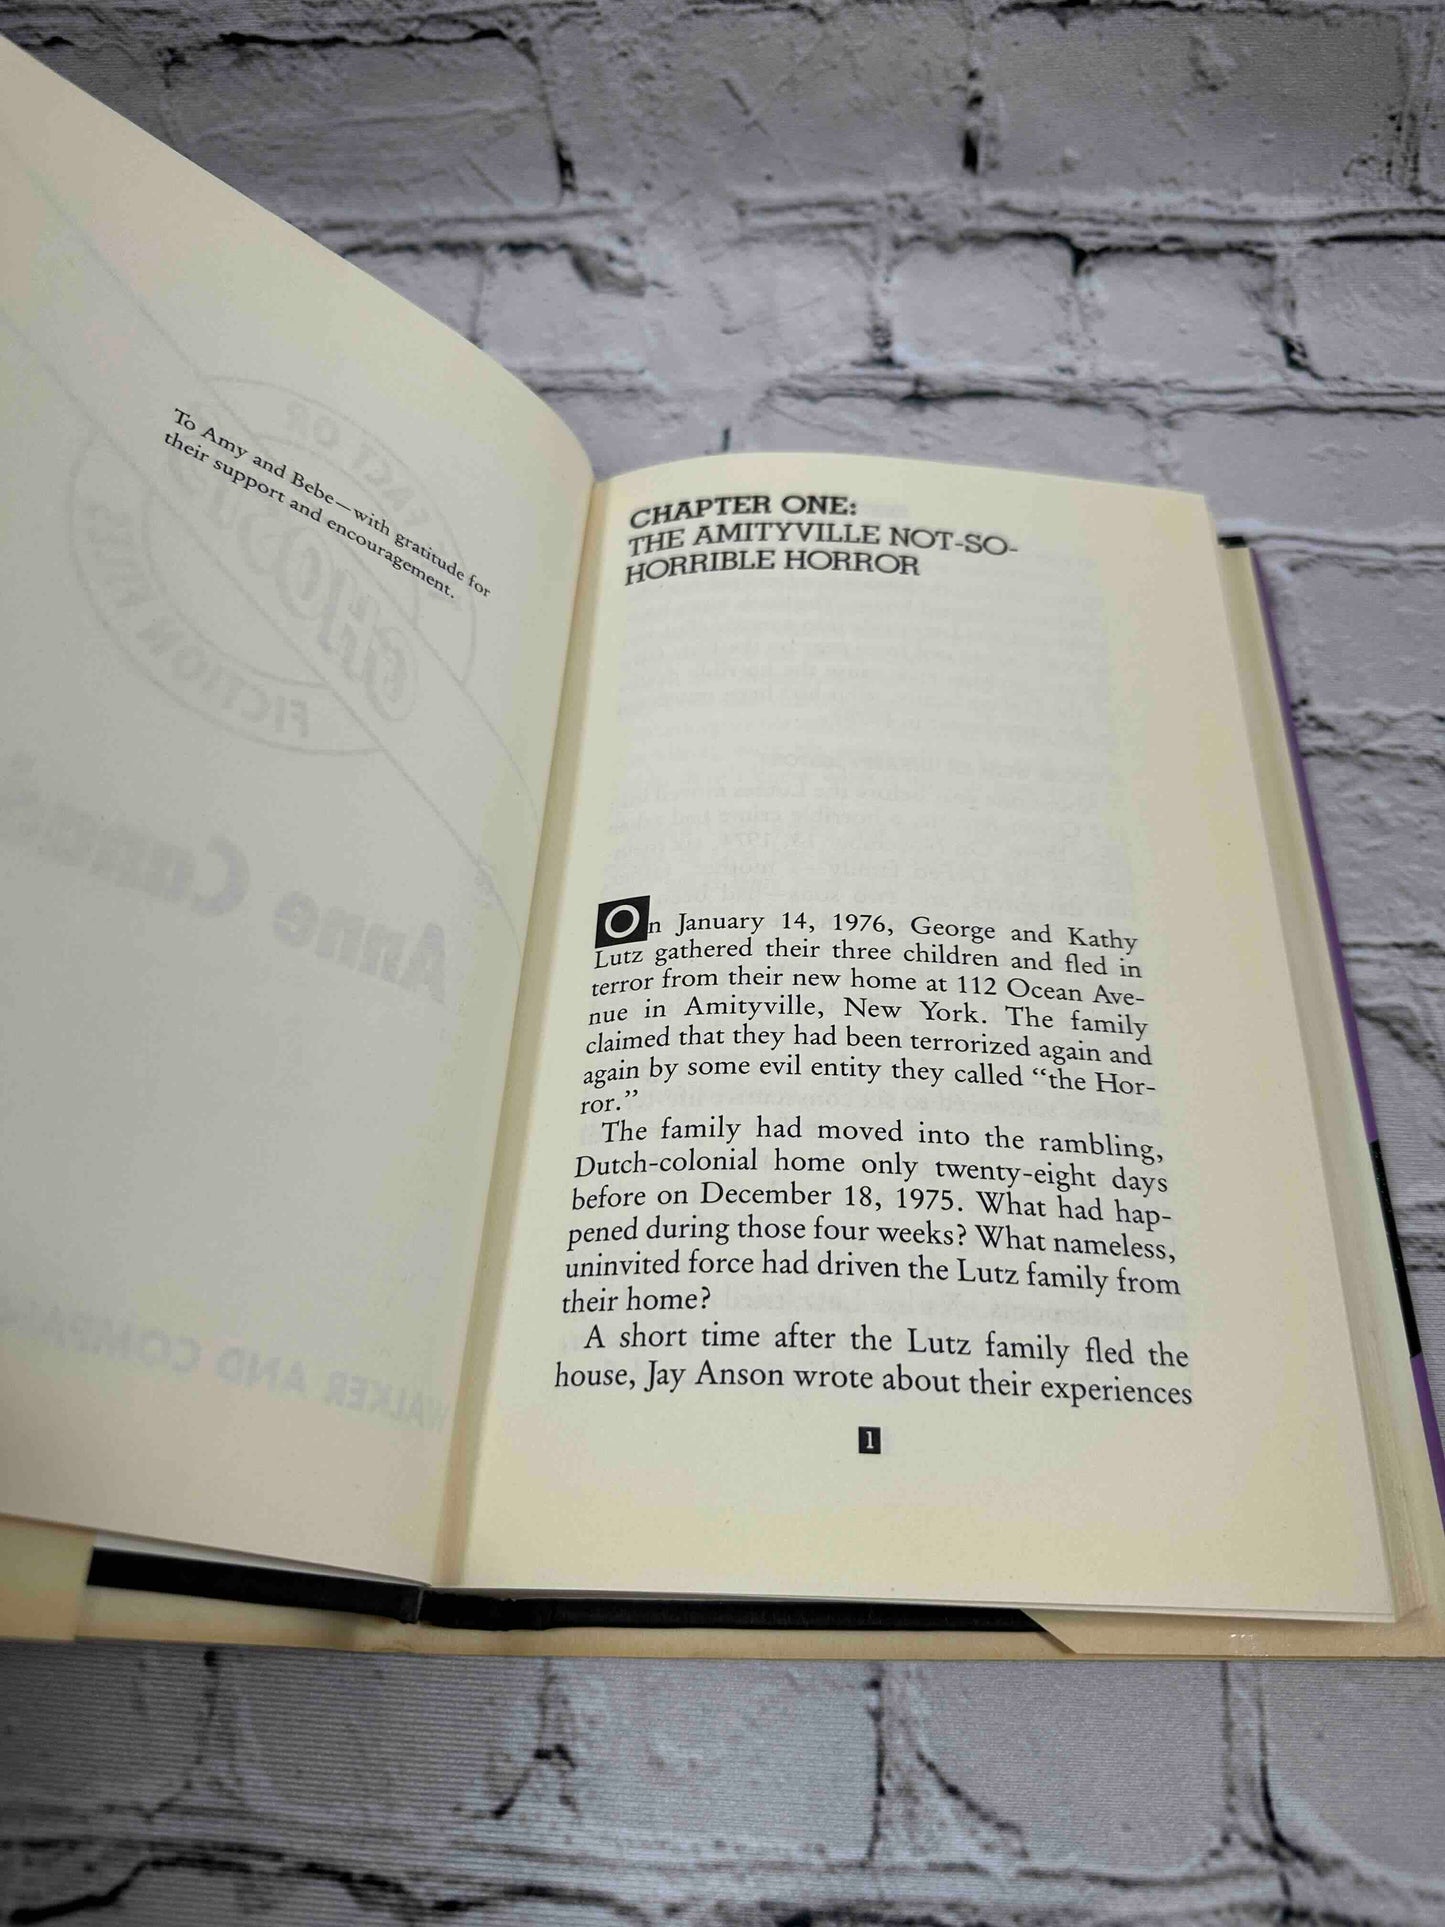 To Amy and Bebe—with gratitude for
their support and encouragement.
CHAPTER ONE:
THE AMITYVILLE NOT-SO-
HORRIBLE HORROR
On January 14, 1976, George and Kathy
Lutz gathered their three children and fled in
terror from their new home at 112 Ocean Ave-
nue in Amityville, New York. The family
claimed that they had been terrorized again and
again by some evil entity they called “the Hor-
ror.”
The family had moved into the rambling,
Dutch-colonial home only twenty-eight days
before on December 18, 1975. What had hap-
pened during those four weeks? What nameless,
uninvited force had driven the Lutz family from
their home?
A short time after the Lutz family fled the
house, Jay Anson wrote about their experiences
1